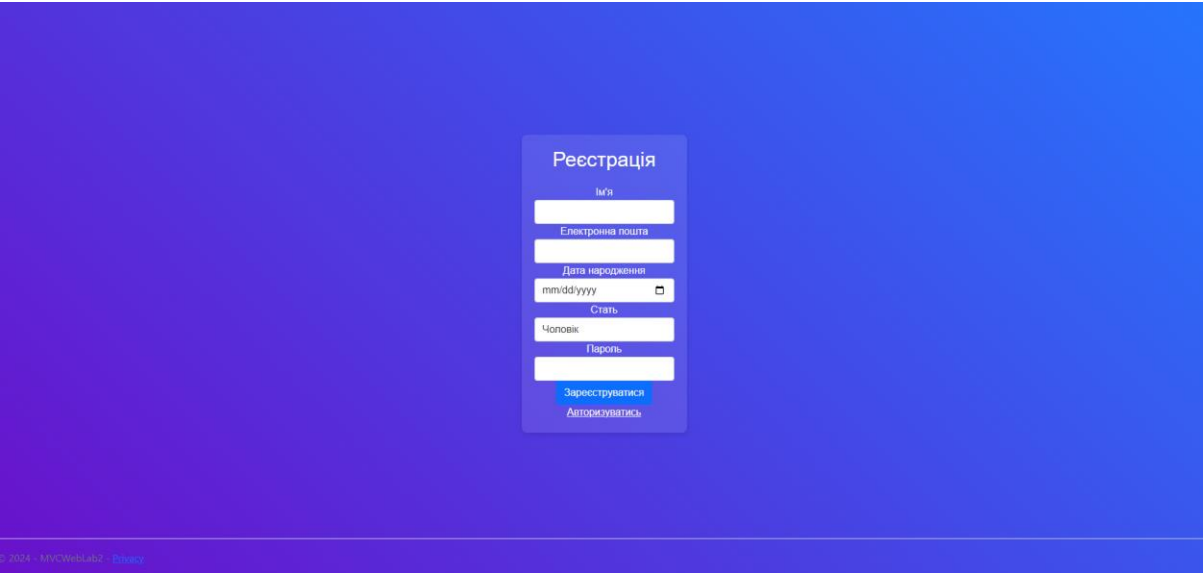 Реєстрація
Ім'я
Електронна пошта
Дата народження
mm/dd/yyyy
Стать
Чоловік
Пароль
Зареєструватися
Авторизуватись
© 2024 - MVCWebLab2 - Privacy